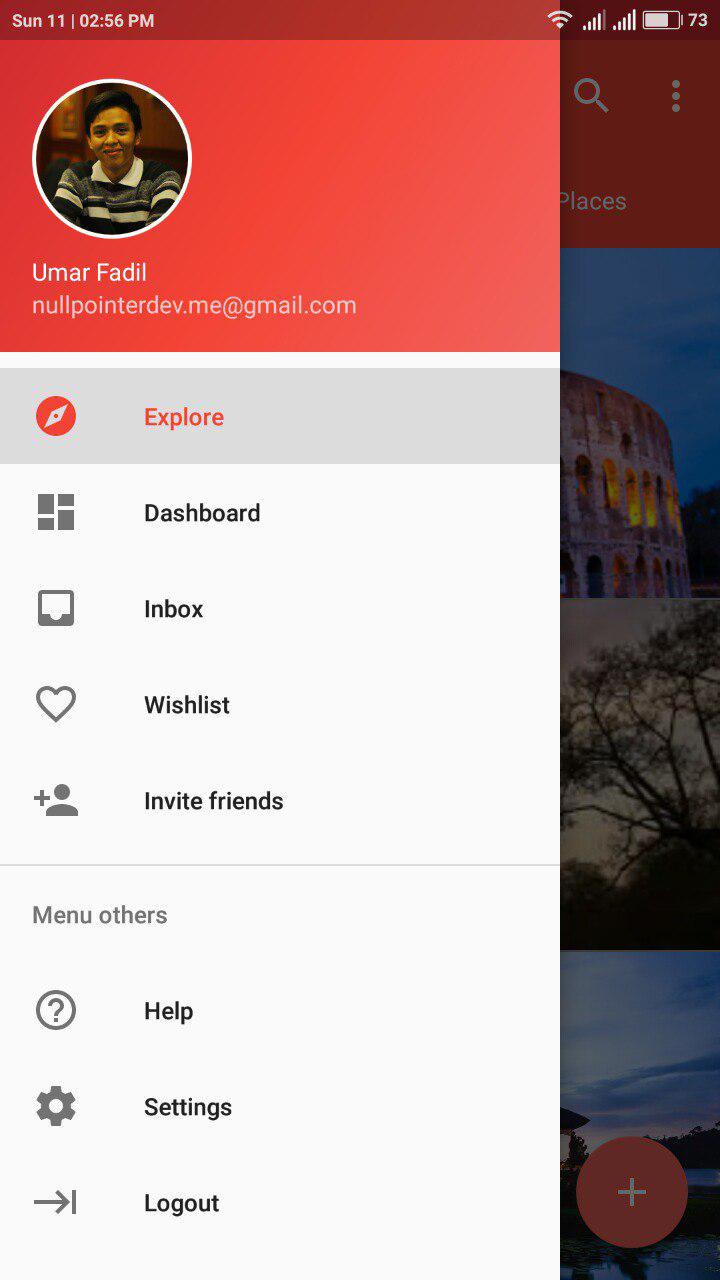 Sun 11 | 02:56 PM
73
Places
Umar Fadil
nullpointerdev.me@gmail.com
Explore
Dashboard
Inbox
Wishlist
Invite friends
Menu others
Help
Settings
Logout